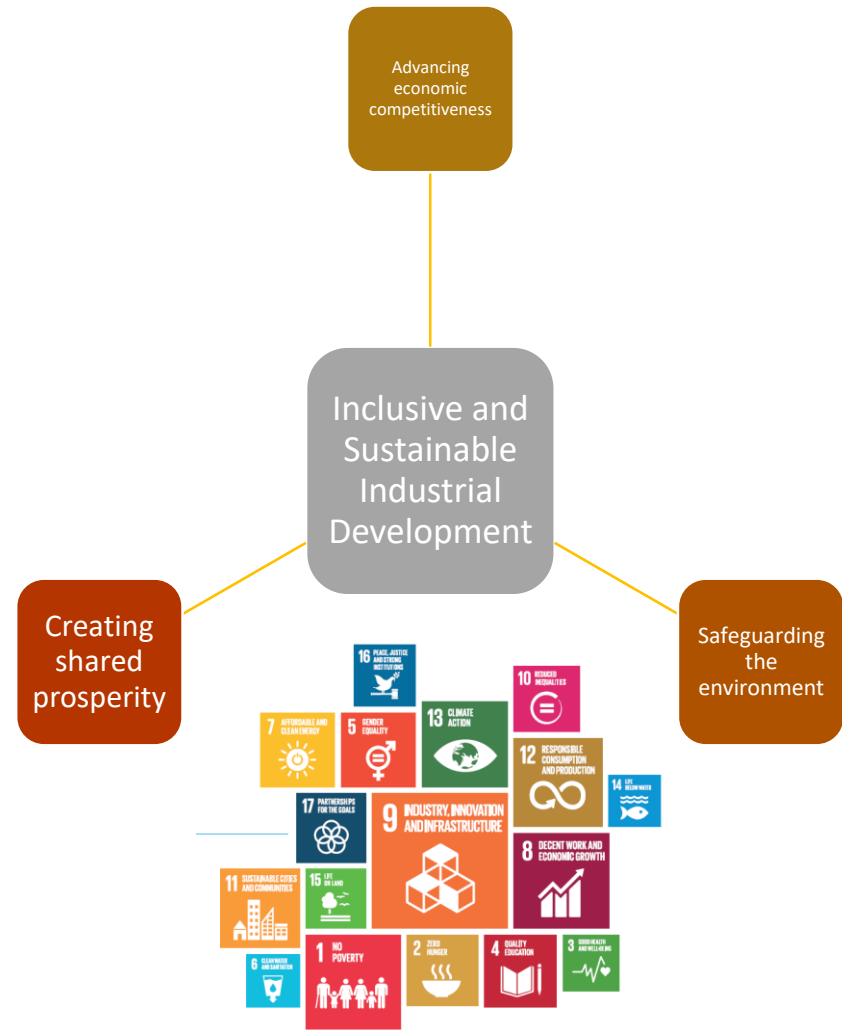 Advancing
economic
competitiveness
Inclusive and
Sustainable
Industrial
Development
Creating
shared
prosperity
Safeguarding
the
environment
16 PEACE, JUSTICE
AND STRONG
INSTITUTIONS
10 REDUCED
INEQUALITIES
7 AFFORDABLE AND
CLEAN ENERGY
5 GENDER
EQUALITY
13 CLIMATE
ACTION
12 RESPONSIBLE
CONSUMPTION
AND PRODUCTION
14 LIFE
BELOW WATER
17 PARTNERSHIPS
FOR THE GOALS
9 INDUSTRY, INNOVATION
AND INFRASTRUCTURE
8 DECENT WORK AND
ECONOMIC GROWTH
11 SUSTAINABLE CITIES
AND COMMUNITIES
15 LIFE
ON LAND
6 CLEAN WATER
AND SANITATION
1 NO
POVERTY
2 ZERO
HUNGER
4 QUALITY
EDUCATION
3 GOOD HEALTH
AND WELL-BEING